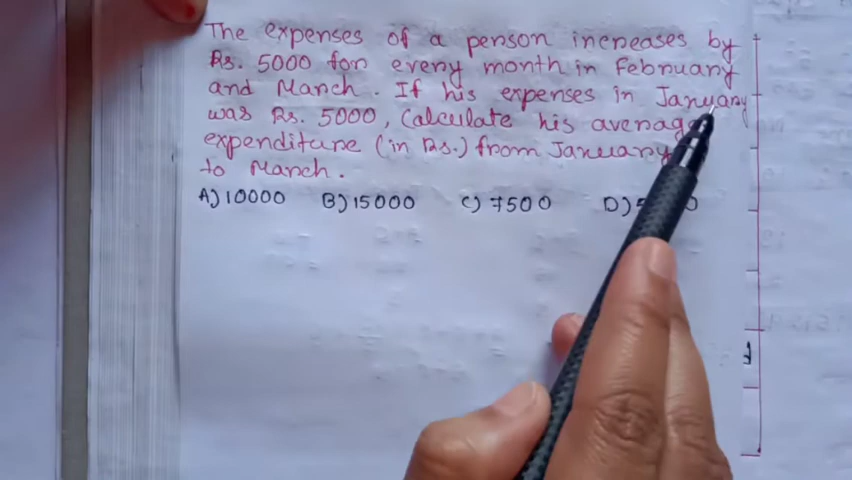 The expenses of a person increases by
Rs. 5000 for every month in February
and March. If his expenses in January
was Rs. 5000, Calculate his average
expenditure (in Rs.) from January
to March.
A) 10000 B) 15000 C) 7500 D)